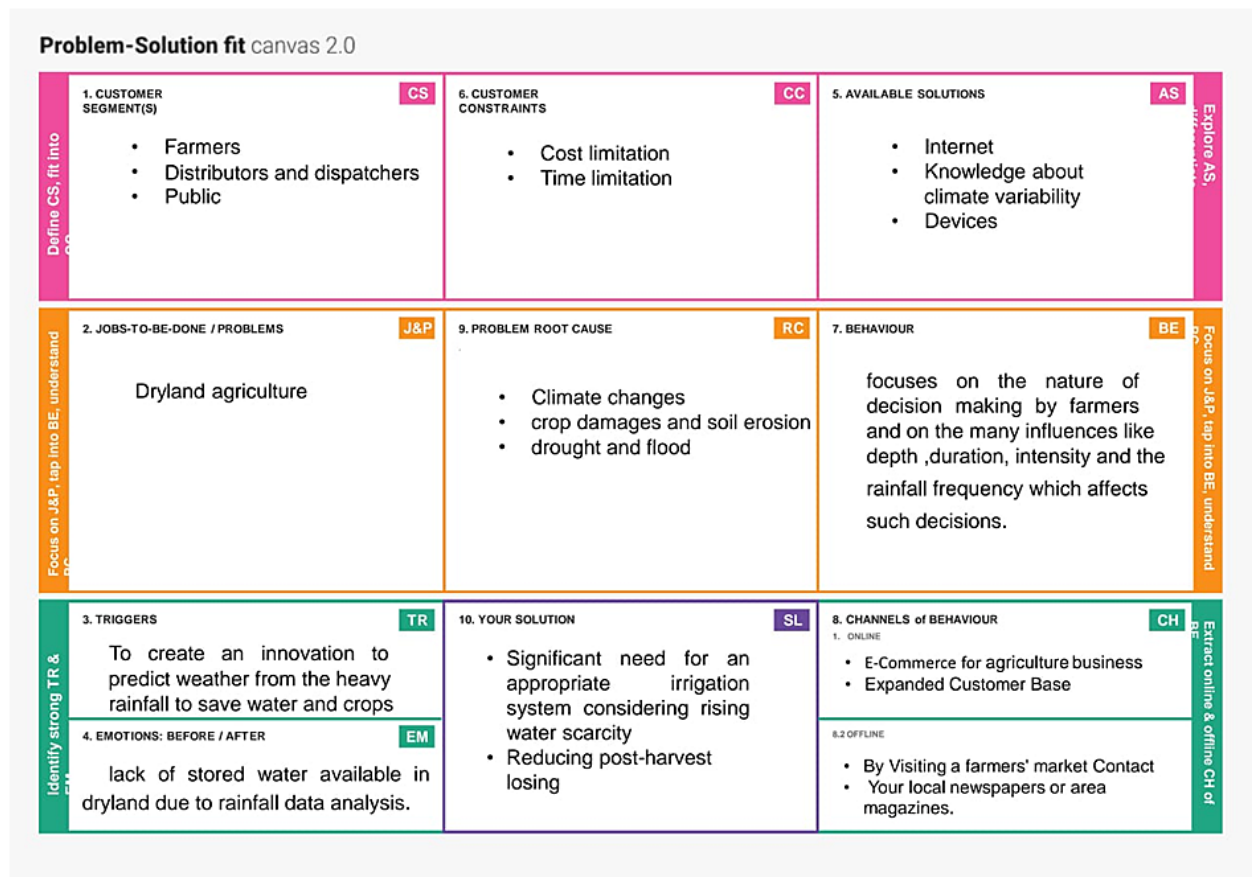 Problem-Solution fit canvas 2.0
Define CS, fit into
1. CUSTOMER
SEGMENT(S)
CS
• Farmers
• Distributors and dispatchers
• Public
6. CUSTOMER
CONSTRAINTS
CC
• Cost limitation
• Time limitation
5. AVAILABLE SOLUTIONS
AS
• Internet
• Knowledge about
climate variability
• Devices
Explore AS,
Focus on J&P, tap into BE, understand
2. JOBS-TO-BE-DONE / PROBLEMS
J&P
Dryland agriculture
9. PROBLEM ROOT CAUSE
RC
• Climate changes
• crop damages and soil erosion
• drought and flood
7. BEHAVIOUR
BE
focuses on the nature of
decision making by farmers
and on the many influences like
depth ,duration, intensity and the
rainfall frequency which affects
such decisions.
Focus on J&P, tap into BE, understand
Identify strong TR &
3. TRIGGERS
TR
To create an innovation to
predict weather from the heavy
rainfall to save water and crops
4. EMOTIONS: BEFORE / AFTER
EM
lack of stored water available in
dryland due to rainfall data analysis.
10. YOUR SOLUTION
SL
• Significant need for an
appropriate irrigation
system considering rising
water scarcity
• Reducing post-harvest
losing
8. CHANNELS of BEHAVIOUR
CH
1. ONLINE
• E-Commerce for agriculture business
• Expanded Customer Base
8.2 OFFLINE
• By Visiting a farmers' market Contact
• Your local newspapers or area
magazines.
Extract online & offline CH of